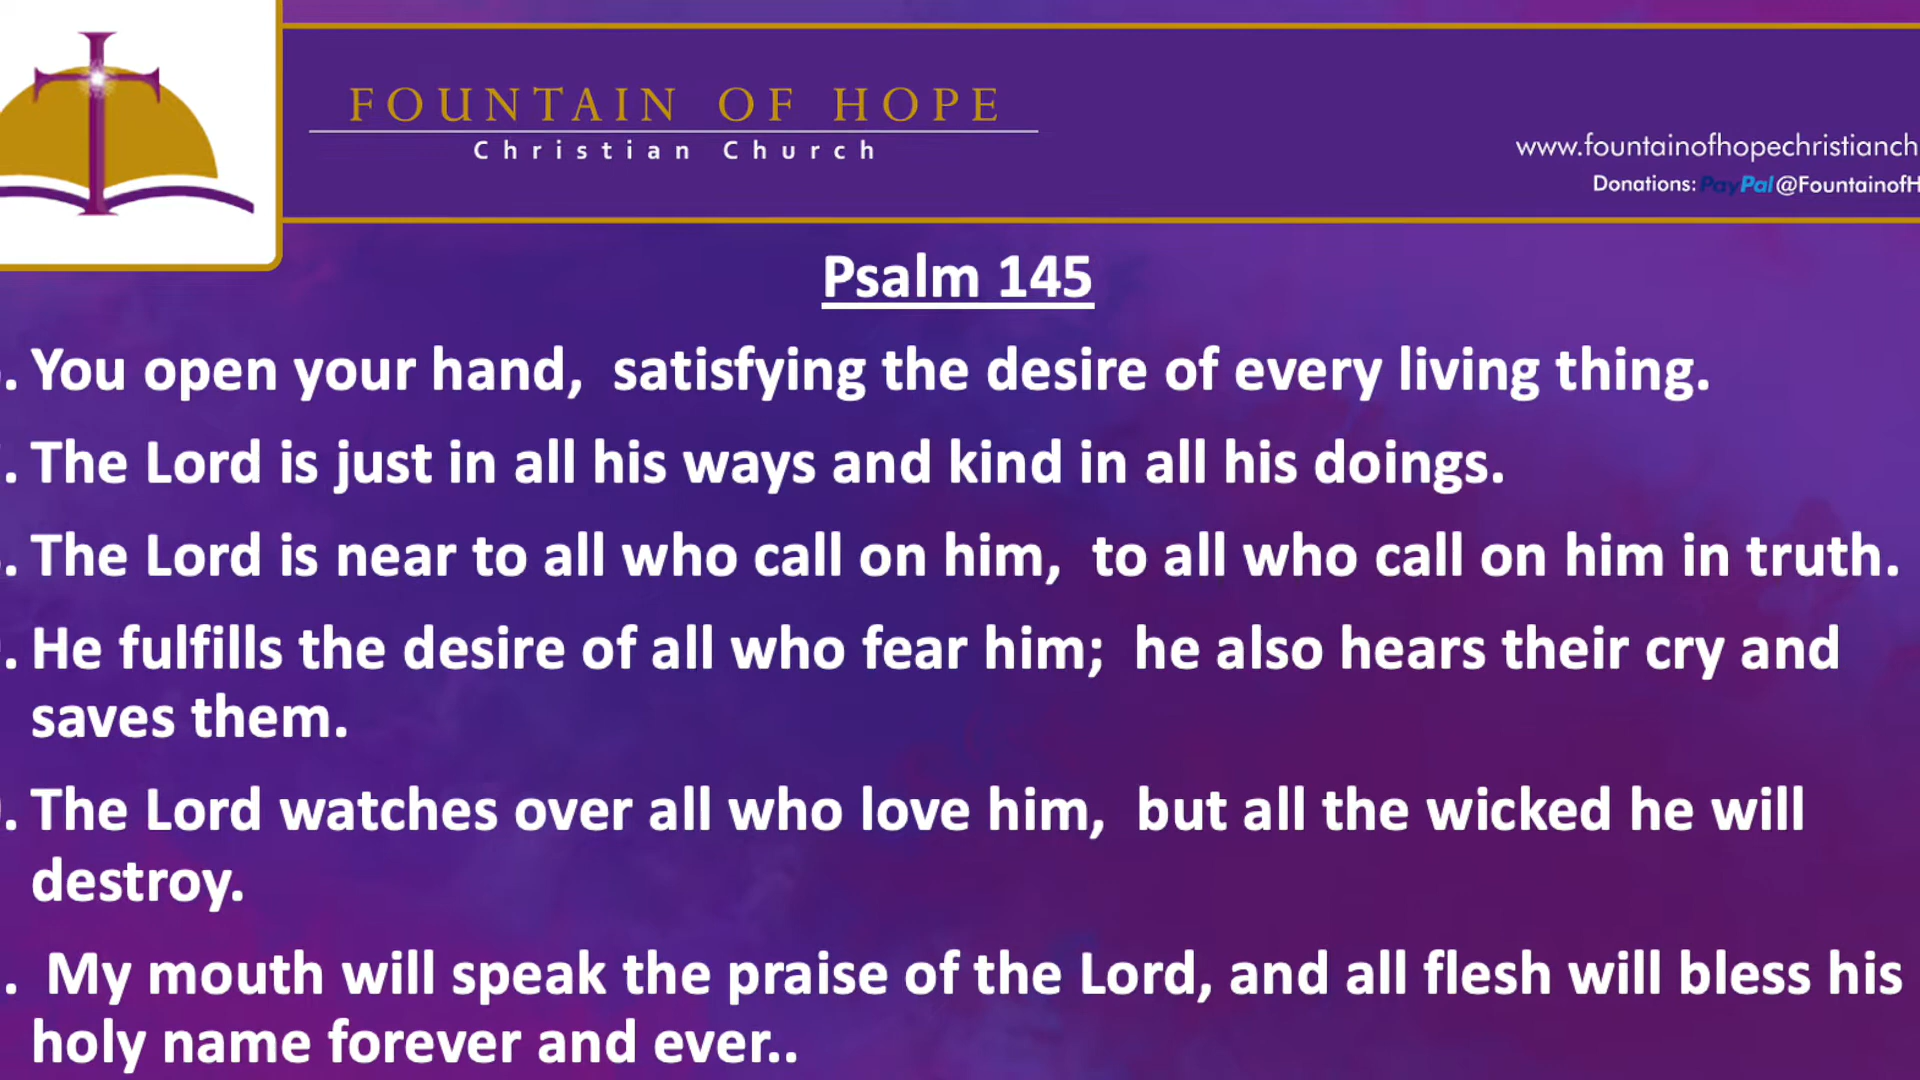 FOUNTAIN OF HOPE
Christian Church
www.fountainofhopechristianch
Donations: PayPal @FountainofH
Psalm 145
. You open your hand, satisfying the desire of every living thing.
. The Lord is just in all his ways and kind in all his doings.
. The Lord is near to all who call on him, to all who call on him in truth.
. He fulfills the desire of all who fear him; he also hears their cry and
saves them.
. The Lord watches over all who love him, but all the wicked he will
destroy.
. My mouth will speak the praise of the Lord, and all flesh will bless his
holy name forever and ever..